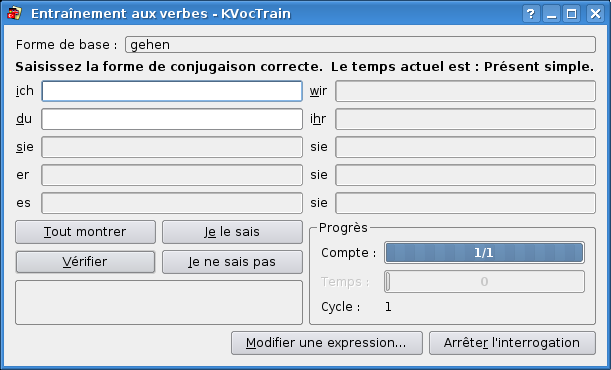 Entraînement aux verbes - KVocTrain
Forme de base : gehen
Saisissez la forme de conjugaison correcte. Le temps actuel est : Présent simple.
ich wir
du ihr
sie sie
er sie
es sie
Tout montrer Je le sais
Vérifier Je ne sais pas
Progrès
Compte : 1/1
Temps : 0
Cycle : 1
Modifier une expression... Arrêter l'interrogation